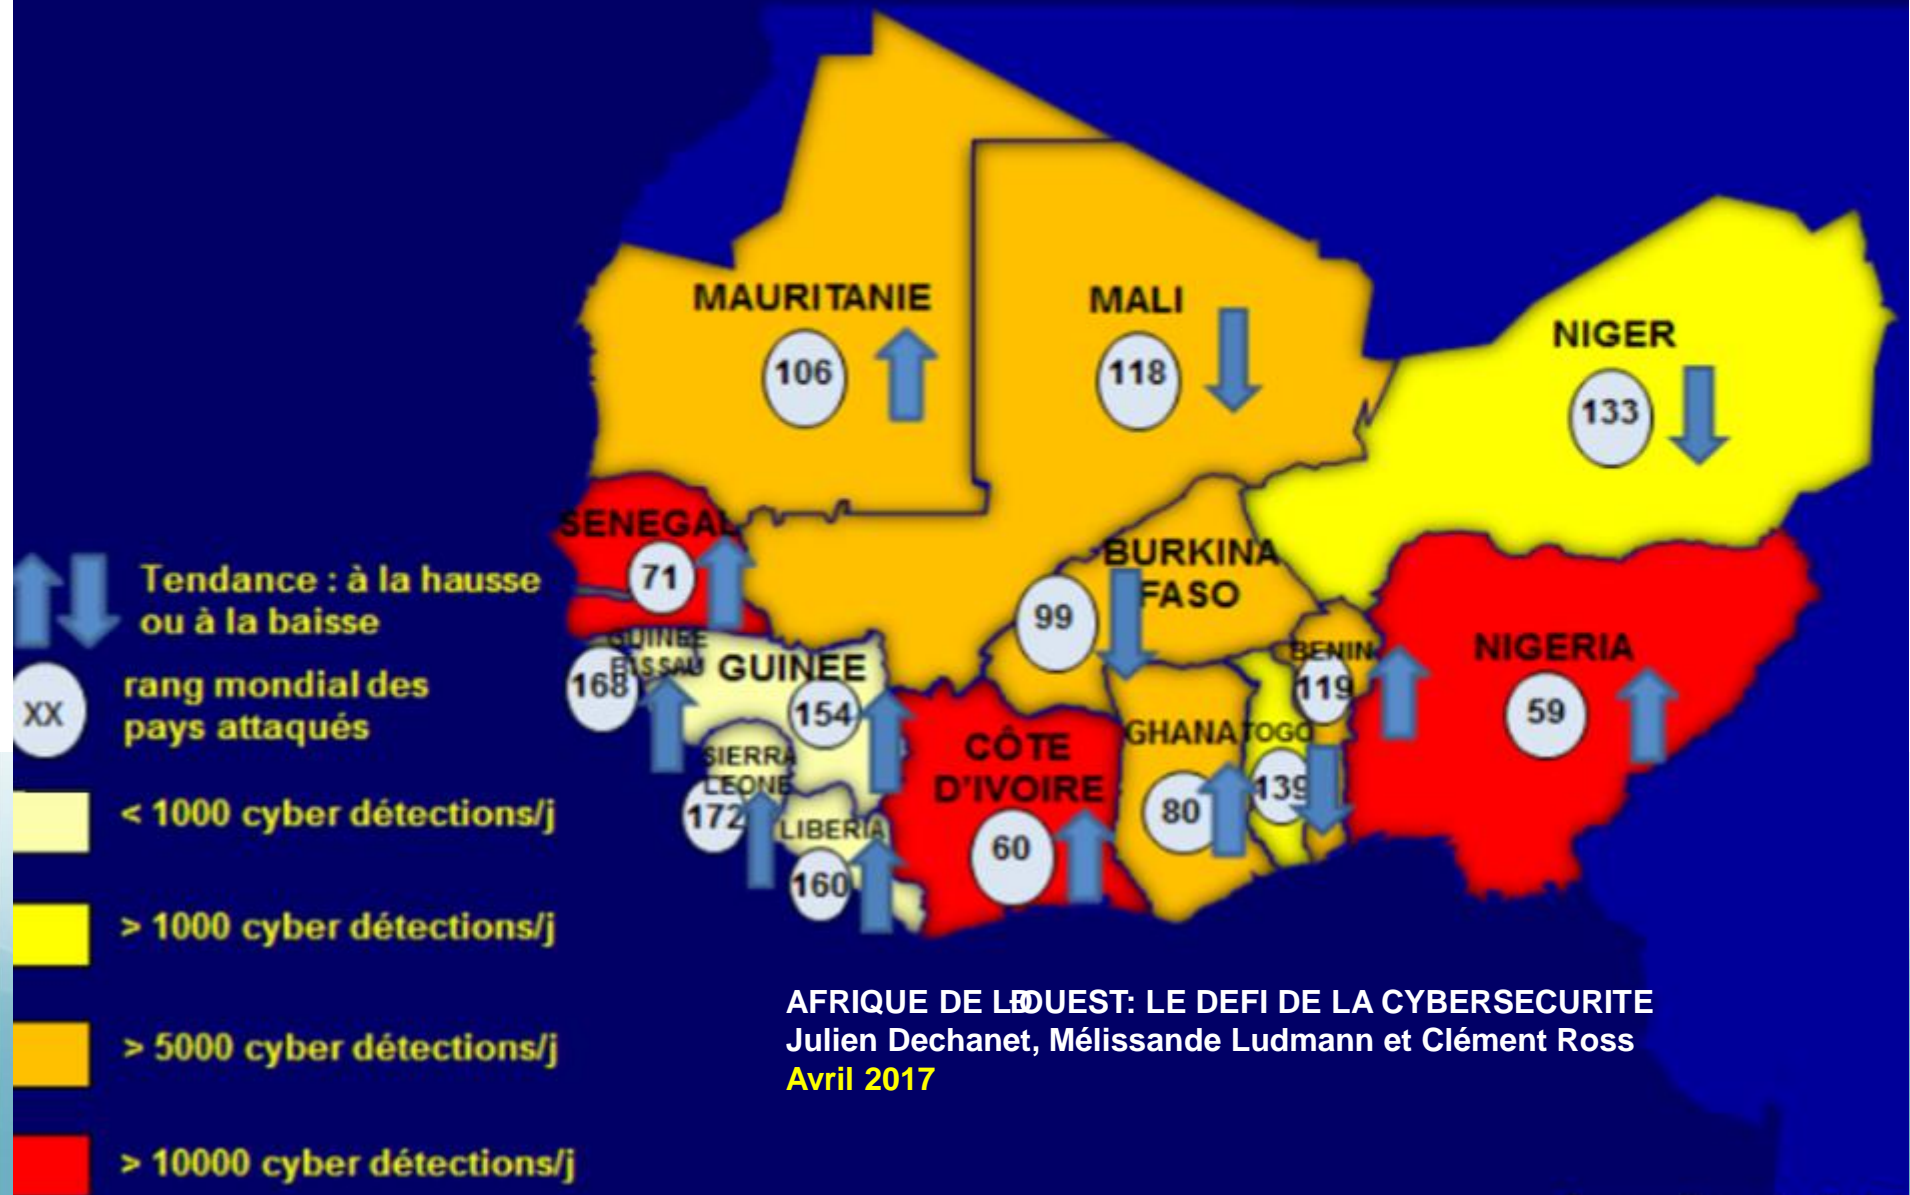 MAURITANIE
106
MALI
118
NIGER
133
SENEGAL
71
BURKINA
FASO
99
GUINEE
BISSAU
168
GUINEE
154
BENIN
119
NIGERIA
59
SIERRA
LEONE
172
LIBERIA
160
CÔTE
D'IVOIRE
60
GHANA
80
TOGO
139
Tendance : à la hausse
ou à la baisse
XX
rang mondial des
pays attaqués
< 1000 cyber détections/j
> 1000 cyber détections/j
> 5000 cyber détections/j
> 10000 cyber détections/j
AFRIQUE DE LÐOUEST: LE DEFI DE LA CYBERSECURITE
Julien Dechanet, Mélissande Ludmann et Clément Ross
Avril 2017